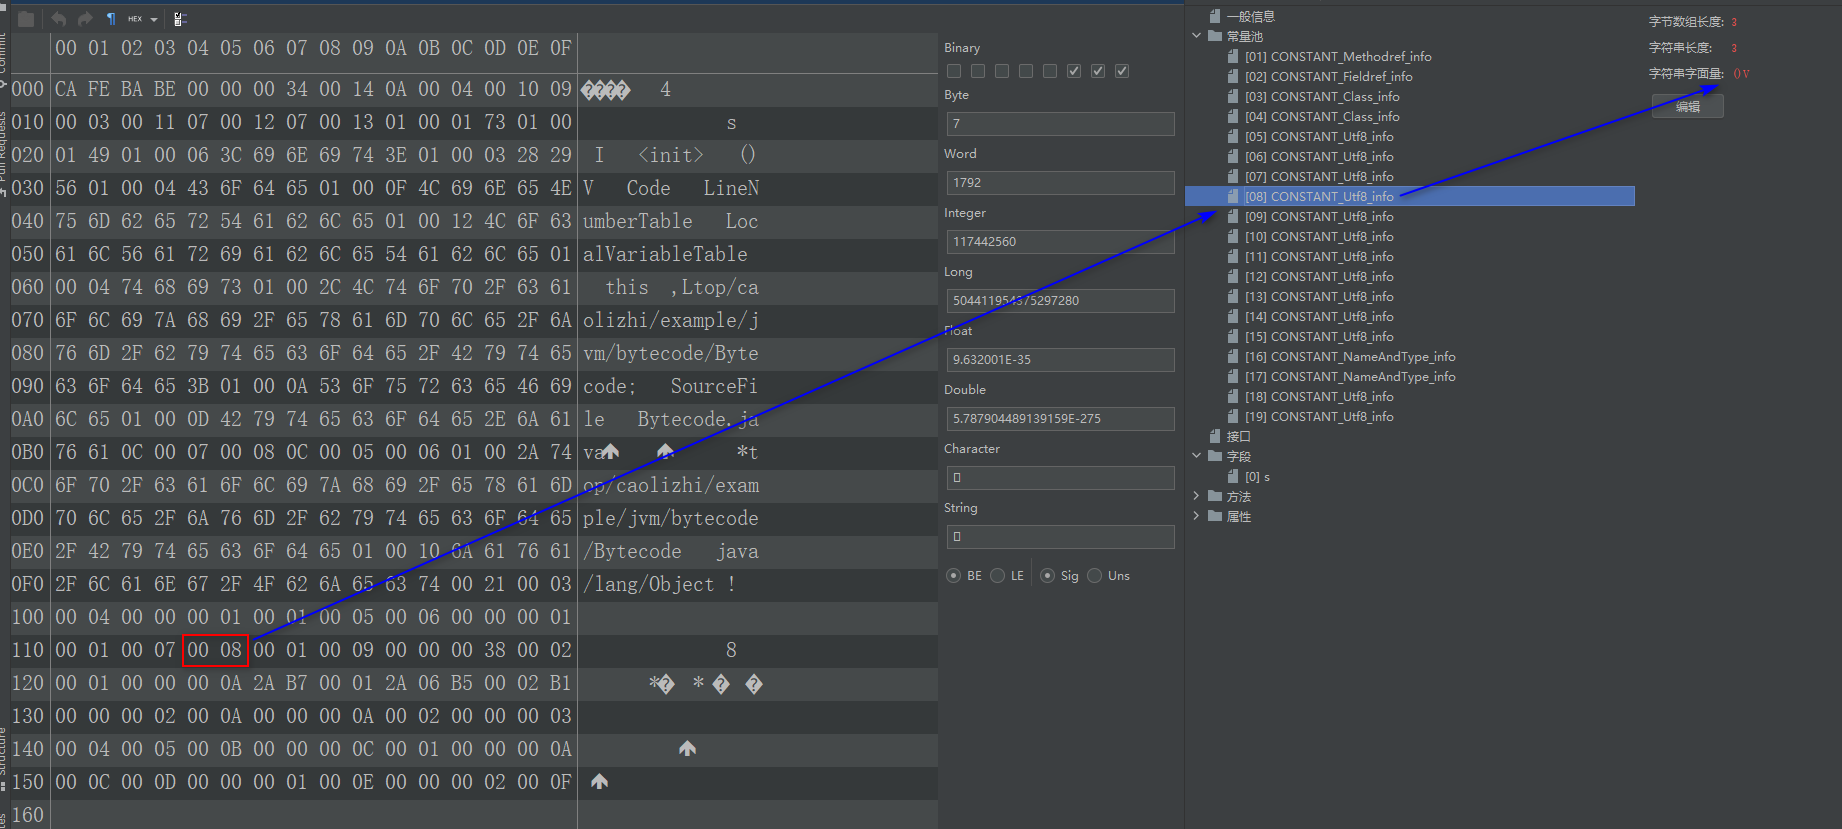 HEX
Commit
Pull Requests
Structure
00 01 02 03 04 05 06 07 08 09 0A 0B 0C 0D 0E 0F
000 CA FE BA BE 00 00 00 34 00 14 0A 00 04 00 10 09 4
010 00 03 00 11 07 00 12 07 00 13 01 00 01 73 01 00 s
020 01 49 01 00 06 3C 69 6E 69 74 3E 01 00 03 28 29 I <init> ()
030 56 01 00 04 43 6F 64 65 01 00 0F 4C 69 6E 65 4E V Code LineN
040 75 6D 62 65 72 54 61 62 6C 65 01 00 12 4C 6F 63 umberTable Loc
050 61 6C 56 61 72 69 61 62 6C 65 54 61 62 6C 65 01 alVariableTable
060 00 04 74 68 69 73 01 00 2C 4C 74 6F 70 2F 63 61 this ,Ltop/ca
070 6F 6C 69 7A 68 69 2F 65 78 61 6D 70 6C 65 2F 6A olizhi/example/j
080 76 6D 2F 62 79 74 65 63 6F 64 65 2F 42 79 74 65 vm/bytecode/Byte
090 63 6F 64 65 3B 01 00 0A 53 6F 75 72 63 65 46 69 code; SourceFi
0A0 6C 65 01 00 0D 42 79 74 65 63 6F 64 65 2E 6A 61 le Bytecode.ja
0B0 76 61 0C 00 07 00 08 0C 00 05 00 06 01 00 2A 74 va *t
0C0 6F 70 2F 63 61 6F 6C 69 7A 68 69 2F 65 78 61 6D op/caolizhi/exam
0D0 70 6C 65 2F 6A 76 6D 2F 62 79 74 65 63 6F 64 65 ple/jvm/bytecode
0E0 2F 42 79 74 65 63 6F 64 65 01 00 10 6A 61 76 61 /Bytecode java
0F0 2F 6C 61 6E 67 2F 4F 62 6A 65 63 74 00 21 00 03 /lang/Object !
100 00 04 00 00 00 01 00 01 00 05 00 06 00 00 00 01
110 00 01 00 07 00 08 00 01 00 09 00 00 00 38 00 02 8
120 00 01 00 00 00 0A 2A B7 00 01 2A 06 B5 00 02 B1 * *
130 00 00 00 02 00 0A 00 00 00 0A 00 02 00 00 00 03
140 00 04 00 05 00 0B 00 00 00 0C 00 01 00 00 00 0A
150 00 0C 00 0D 00 00 00 01 00 0E 00 00 00 02 00 0F
160
Binary
Byte
7
Word
1792
Integer
117442560
Long
504411954375297280
Float
9.632001E-35
Double
5.787904489139159E-275
Character
String
BE LE Sig Uns
一般信息
常量池
[01] CONSTANT_Methodref_info
[02] CONSTANT_Fieldref_info
[03] CONSTANT_Class_info
[04] CONSTANT_Class_info
[05] CONSTANT_Utf8_info
[06] CONSTANT_Utf8_info
[07] CONSTANT_Utf8_info
[08] CONSTANT_Utf8_info
[09] CONSTANT_Utf8_info
[10] CONSTANT_Utf8_info
[11] CONSTANT_Utf8_info
[12] CONSTANT_Utf8_info
[13] CONSTANT_Utf8_info
[14] CONSTANT_Utf8_info
[15] CONSTANT_Utf8_info
[16] CONSTANT_NameAndType_info
[17] CONSTANT_NameAndType_info
[18] CONSTANT_Utf8_info
[19] CONSTANT_Utf8_info
接口
字段
[0] s
方法
属性
字节数组长度: 3
字符串长度: 3
字符串字面量: ()V
编辑